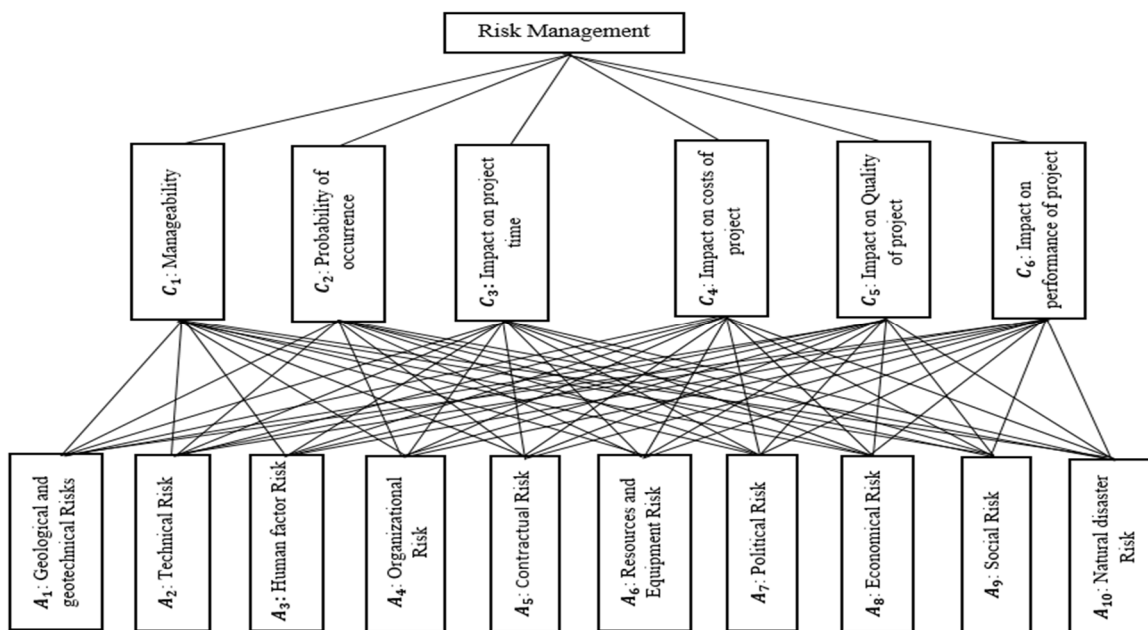 Risk Management
C₁: Manageability
C₂: Probability of
occurrence
C₃: Impact on project
time
C₄: Impact on costs of
project
C₅: Impact on Quality
of project
C₆: Impact on
performance of project
A₁: Geological and
geotechnical Risks
A₂: Technical Risk
A₃: Human factor Risk
A₄: Organizational
Risk
A₅: Contractual Risk
A₆: Resources and
Equipment Risk
A₇: Political Risk
A₈: Economical Risk
A₉: Social Risk
A₁₀: Natural disaster
Risk